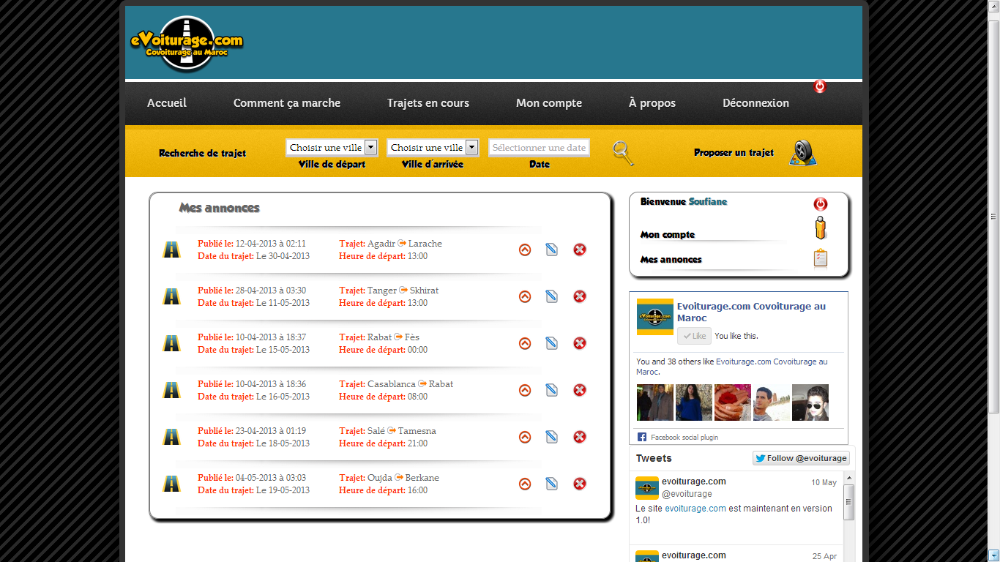 eVoiturage.com
Covoiturage au Maroc
Accueil
Comment ça marche
Trajets en cours
Mon compte
À propos
Déconnexion
Recherche de trajet
Choisir une ville
Ville de départ
Choisir une ville
Ville d'arrivée
Sélectionner une date
Date
Proposer un trajet
Mes annonces
Publié le: 12-04-2013 à 02:11
Date du trajet: Le 30-04-2013
Trajet: Agadir Larache
Heure de départ: 13:00
Publié le: 28-04-2013 à 03:30
Date du trajet: Le 11-05-2013
Trajet: Tanger Skhirat
Heure de départ: 13:00
Publié le: 10-04-2013 à 18:37
Date du trajet: Le 15-05-2013
Trajet: Rabat Fès
Heure de départ: 00:00
Publié le: 10-04-2013 à 18:36
Date du trajet: Le 16-05-2013
Trajet: Casablanca Rabat
Heure de départ: 08:00
Publié le: 23-04-2013 à 01:19
Date du trajet: Le 18-05-2013
Trajet: Salé Tamesna
Heure de départ: 21:00
Publié le: 04-05-2013 à 03:03
Date du trajet: Le 19-05-2013
Trajet: Oujda Berkane
Heure de départ: 16:00
Bienvenue Soufiane
Mon compte
Mes annonces
eVoiturage.com
Evoiturage.com Covoiturage au
Maroc
Like
You like this.
You and 38 others like Evoiturage.com Covoiturage au
Maroc.
Facebook social plugin
Tweets
Follow @evoiturage
evoiturage.com
10 May
@evoiturage
Le site evoiturage.com est maintenant en version
1.0!
evoiturage.com
25 Apr